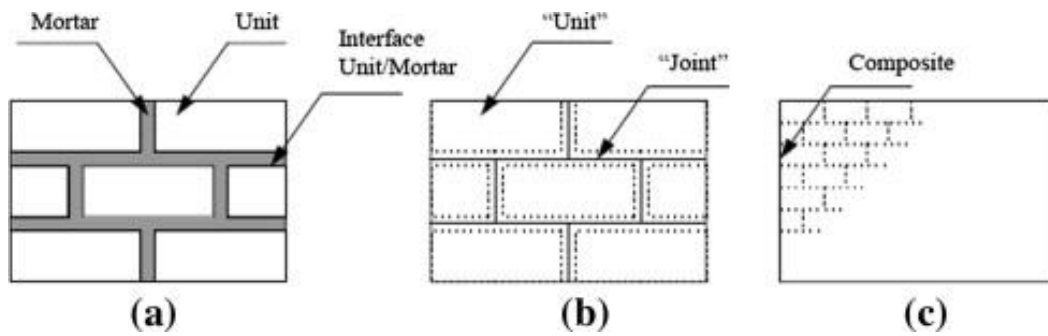 Mortar
Unit
Interface
Unit/Mortar
“Unit”
“Joint”
Composite
(a)
(b)
(c)